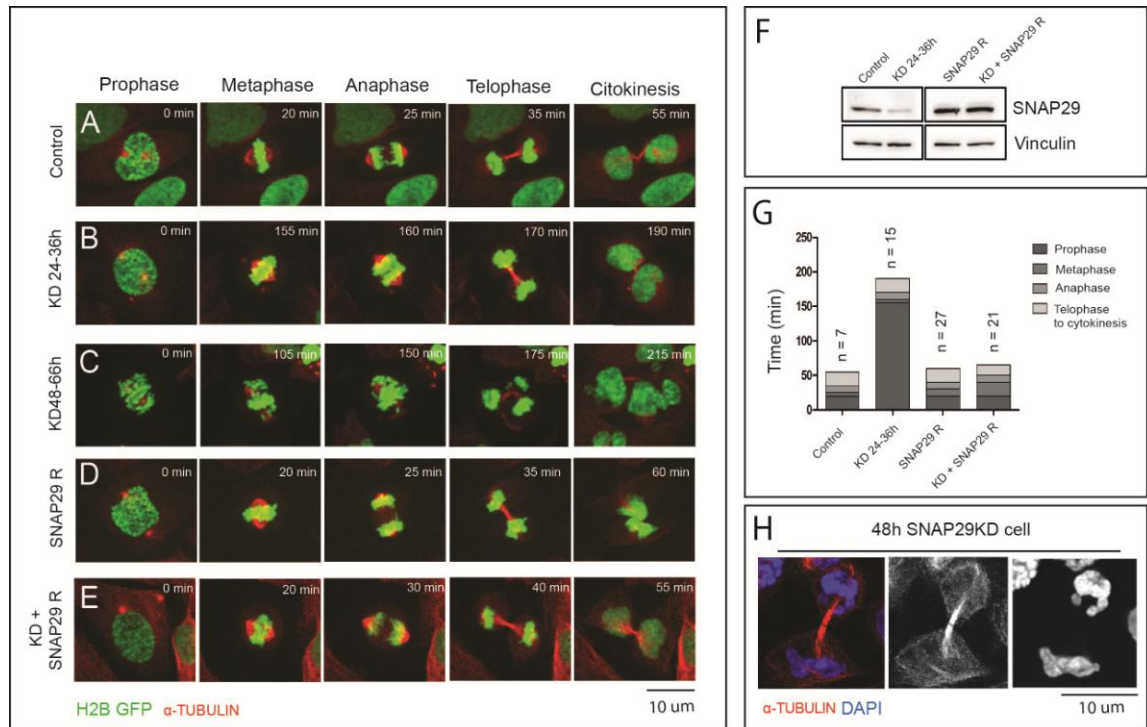 Prophase Metaphase Anaphase Telophase Citokinesis
Control
A 0 min 20 min 25 min 35 min 55 min
KD 24-36h
B 0 min 155 min 160 min 170 min 190 min
KD48-66h
C 0 min 105 min 150 min 175 min 215 min
SNAP29 R
D 0 min 20 min 25 min 35 min 60 min
KD +
SNAP29 R
E 0 min 20 min 30 min 40 min 55 min
H2B GFP α-TUBULIN
10 um
F
Control KD 24-36h SNAP29 R KD + SNAP29 R
SNAP29
Vinculin
G
Time (min)
250
200
150
100
50
0
n = 7 n = 15 n = 27 n = 21
Control KD 24-36h SNAP29 R KD + SNAP29 R
Prophase
Metaphase
Anaphase
Telophase
to cytokinesis
H
48h SNAP29KD cell
α-TUBULIN DAPI
10 um